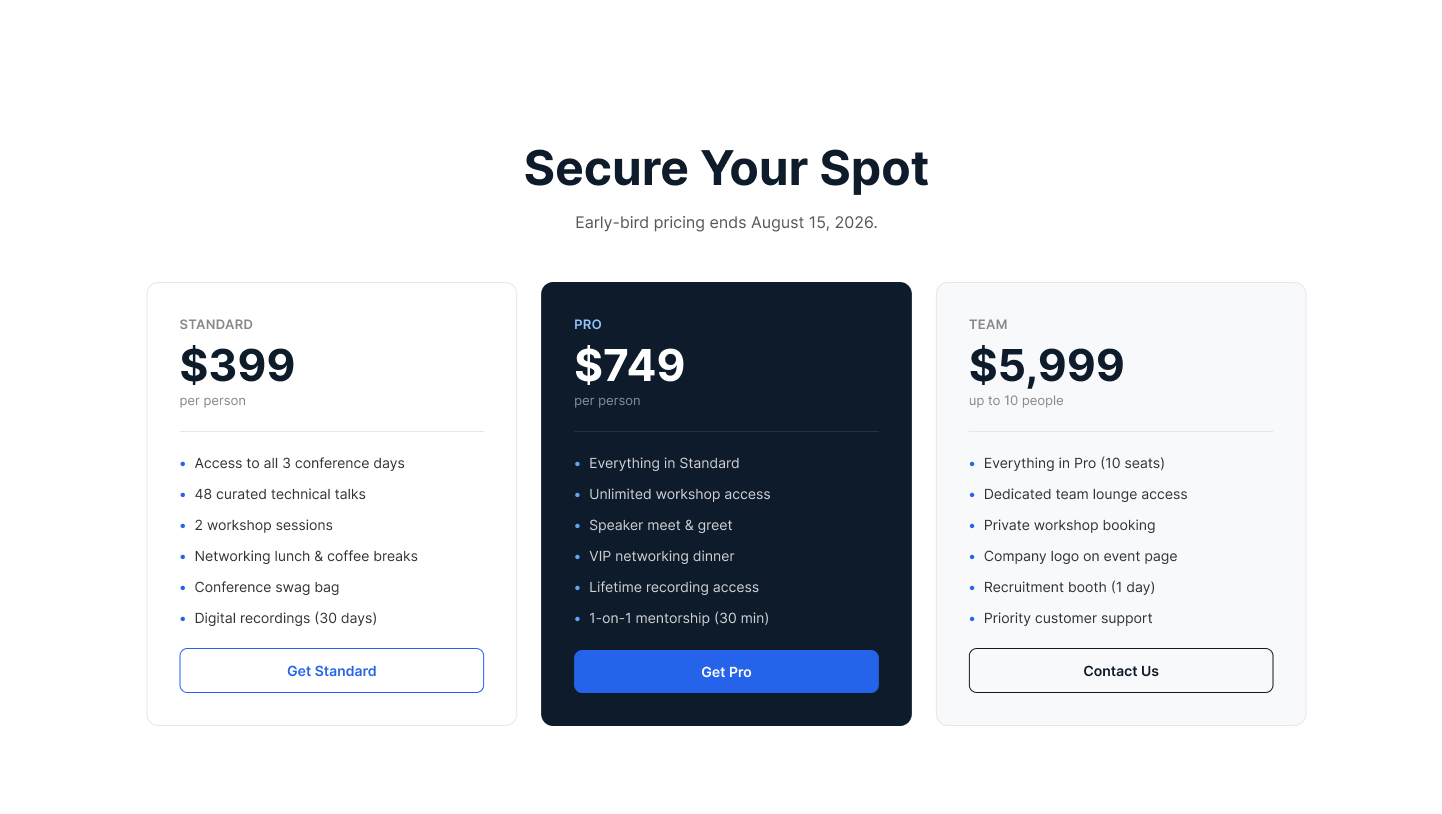 Secure Your Spot
Early-bird pricing ends August 15, 2026.
STANDARD
$399
per person
• Access to all 3 conference days
• 48 curated technical talks
• 2 workshop sessions
• Networking lunch & coffee breaks
• Conference swag bag
• Digital recordings (30 days)
Get Standard
PRO
$749
per person
• Everything in Standard
• Unlimited workshop access
• Speaker meet & greet
• VIP networking dinner
• Lifetime recording access
• 1-on-1 mentorship (30 min)
Get Pro
TEAM
$5,999
up to 10 people
• Everything in Pro (10 seats)
• Dedicated team lounge access
• Private workshop booking
• Company logo on event page
• Recruitment booth (1 day)
• Priority customer support
Contact Us